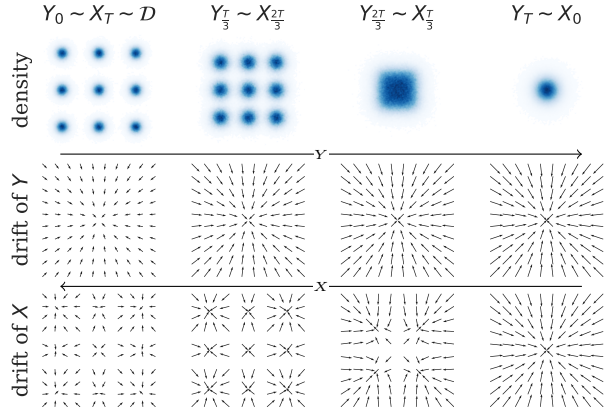 Y_0 ∼ X_T ∼ 𝒟 Y_{T/3} ∼ X_{2T/3} Y_{2T/3} ∼ X_{T/3} Y_T ∼ X_0
density
Y
drift of Y
X
drift of X